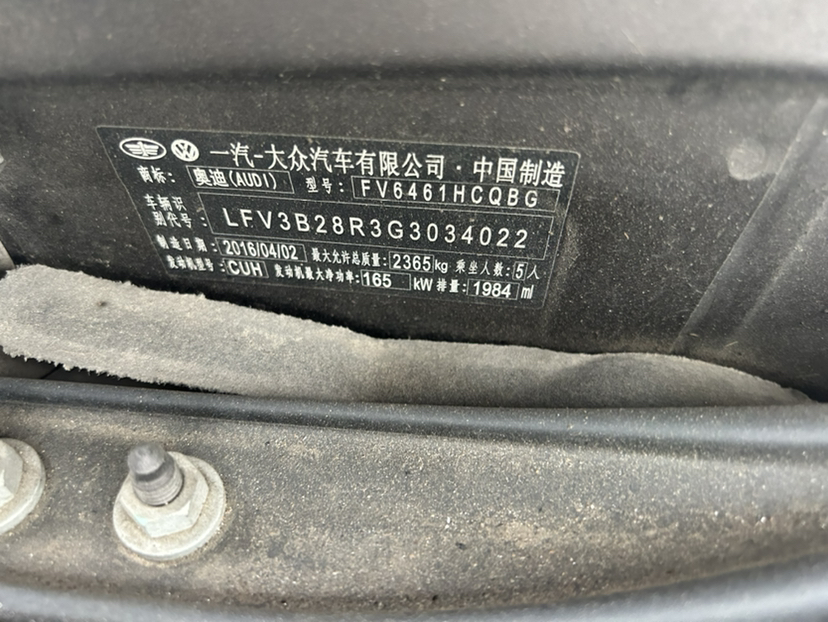 一汽-大众汽车有限公司·中国制造
商标: 奥迪(AUDI) 型号: FV6461HCQBG
车辆识
别代号: LFV3B28R3G3034022
制造日期: 2016/04/02 最大允许总质量: 2365kg 乘坐人数: 5人
发动机型号: CUH 发动机最大净功率: 165 kW 排量: 1984 ml